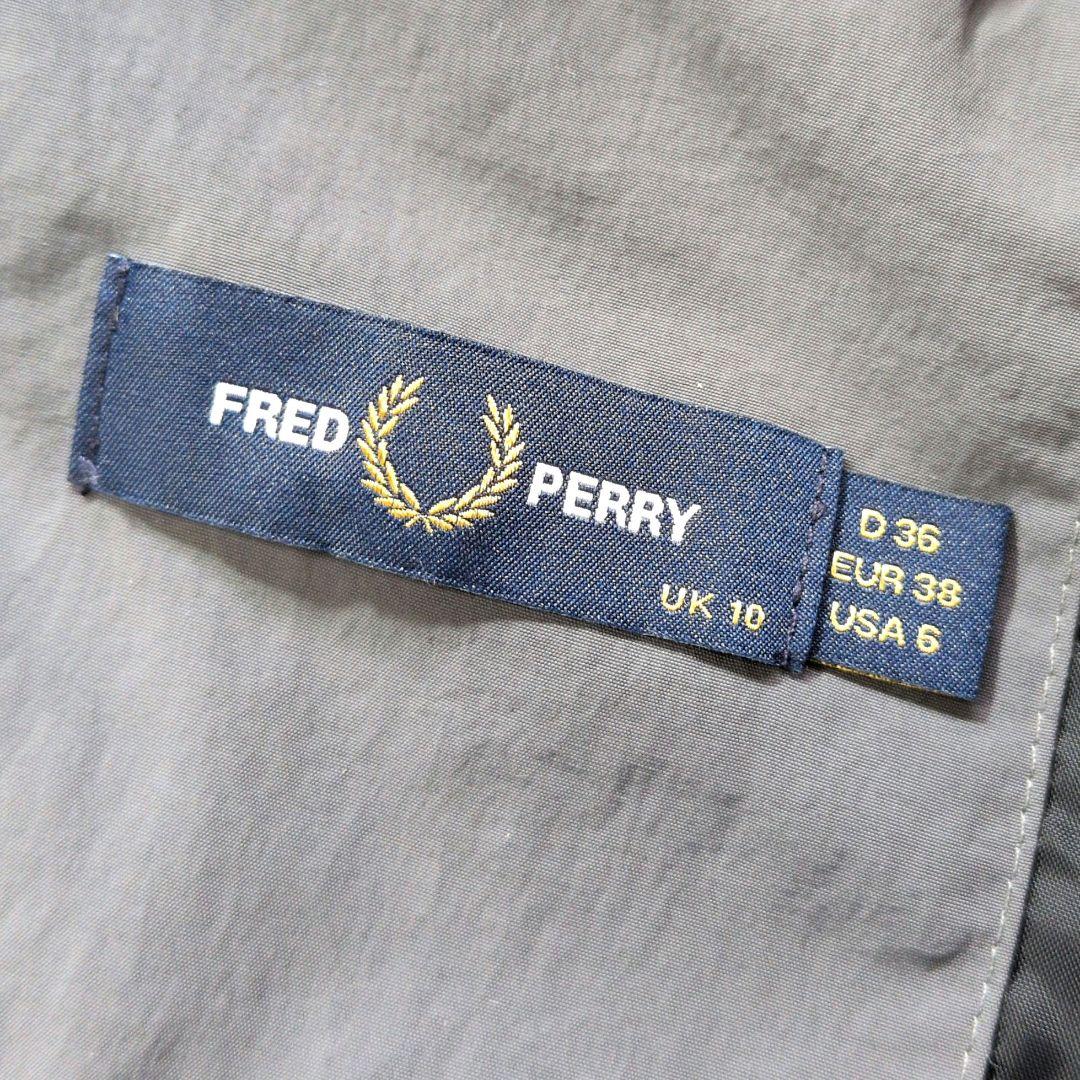 FRED PERRY
UK 10
D 36
EUR 38
USA 6